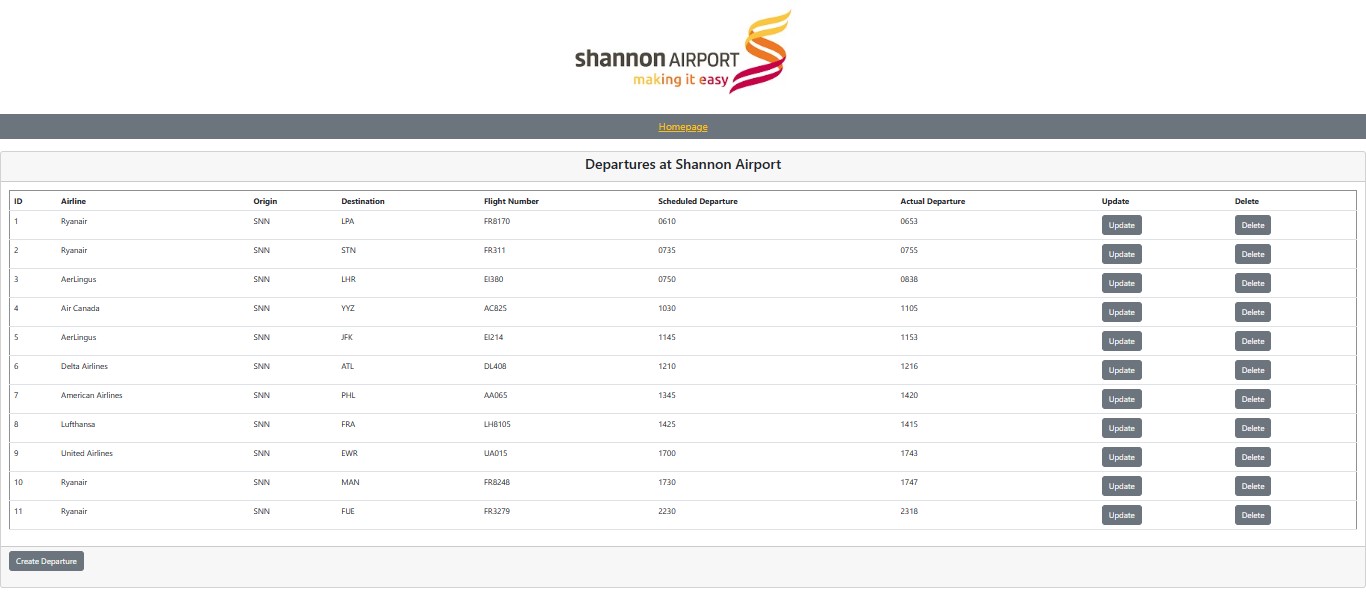 shannon AIRPORT
making it easy
Homepage
Departures at Shannon Airport
ID Airline Origin Destination Flight Number Scheduled Departure Actual Departure Update Delete
1 Ryanair SNN LPA FR8170 0610 0653 Update Delete
2 Ryanair SNN STN FR311 0735 0755 Update Delete
3 AerLingus SNN LHR EI380 0750 0838 Update Delete
4 Air Canada SNN YYZ AC825 1030 1105 Update Delete
5 AerLingus SNN JFK EI214 1145 1153 Update Delete
6 Delta Airlines SNN ATL DL408 1210 1216 Update Delete
7 American Airlines SNN PHL AA065 1345 1420 Update Delete
8 Lufthansa SNN FRA LH8105 1425 1415 Update Delete
9 United Airlines SNN EWR UA015 1700 1743 Update Delete
10 Ryanair SNN MAN FR8248 1730 1747 Update Delete
11 Ryanair SNN FUE FR3279 2230 2318 Update Delete
Create Departure